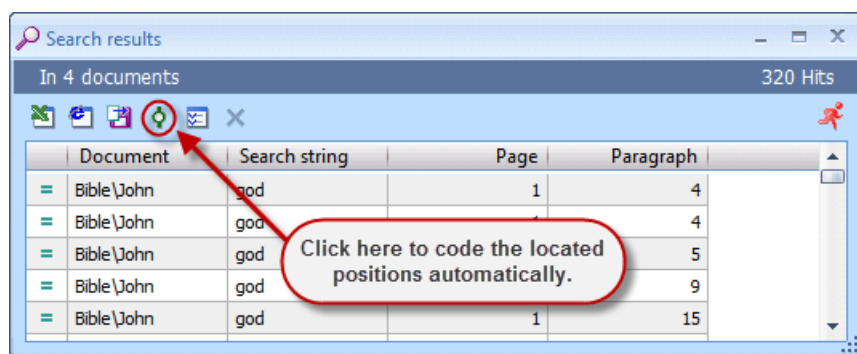 Search results
In 4 documents 320 Hits
Document Search string Page Paragraph
= Bible\John god 1 4
= Bible\John god 4
= Bible\John god 5
= Bible\John god 9
= Bible\John god 1 15
Click here to code the located
positions automatically.